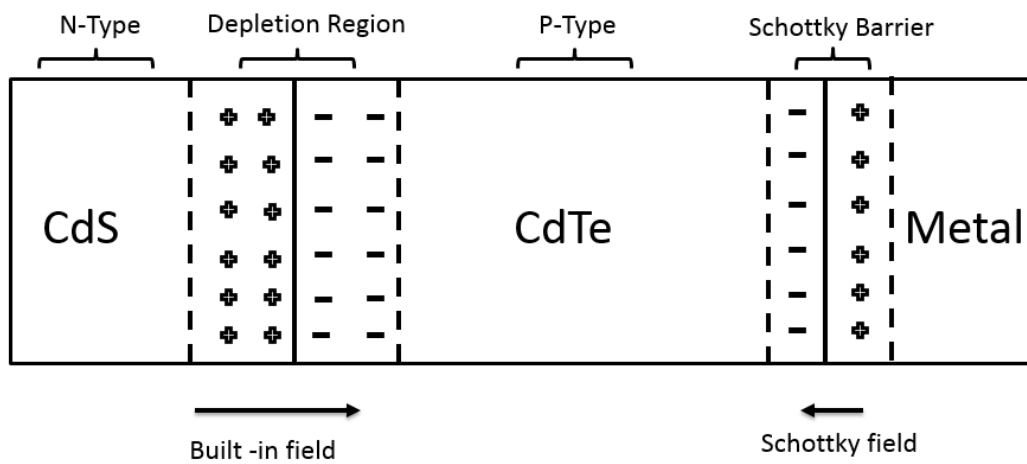 N-Type
Depletion Region
P-Type
Schottky Barrier
CdS
CdTe
Metal
Built -in field
Schottky field